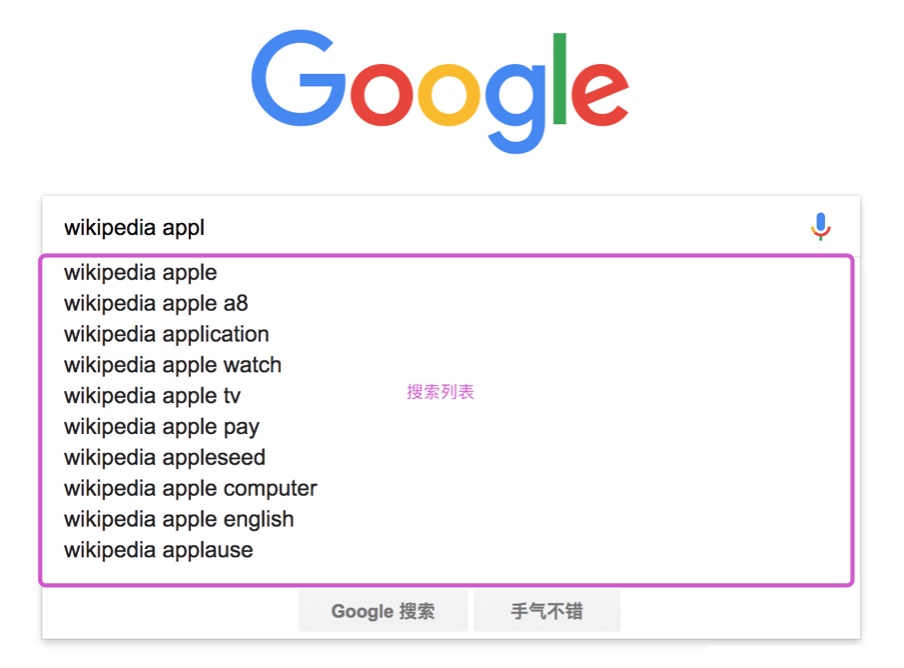 Google
wikipedia appl
wikipedia apple
wikipedia apple a8
wikipedia application
wikipedia apple watch
wikipedia apple tv
搜索列表
wikipedia apple pay
wikipedia appleseed
wikipedia apple computer
wikipedia apple english
wikipedia applause
Google 搜索
手气不错